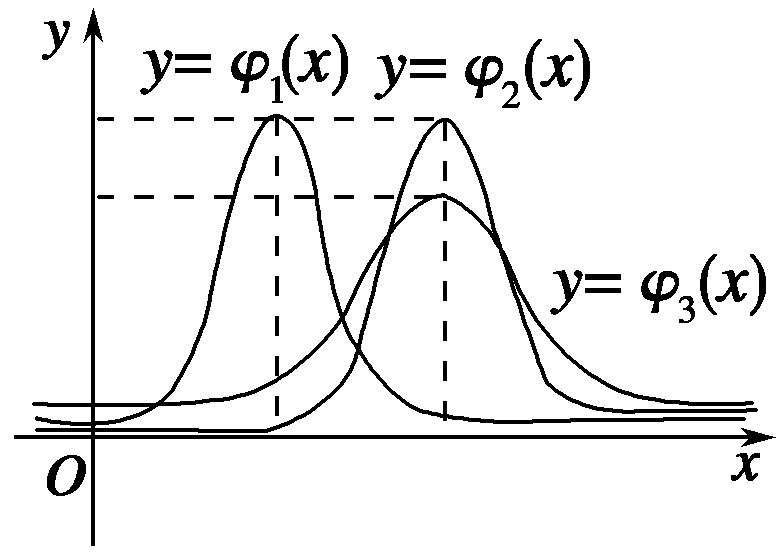 y
y = φ₁(x) y = φ₂(x)
y = φ₃(x)
O
x